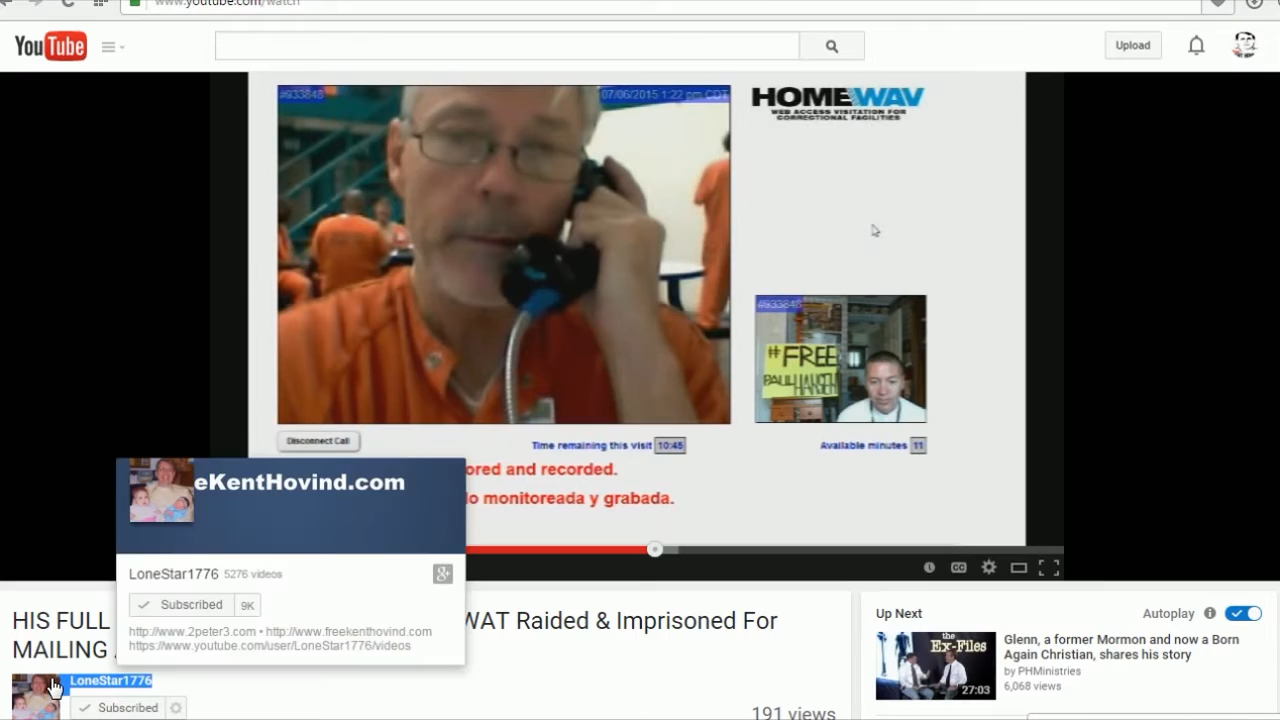 www.youtube.com/watch
YouTube
Upload
#933848
07/06/2015 1:22 pm CDT
HOMEWAV
WEB ACCESS VISITATION FOR
CORRECTIONAL FACILITIES
#933848
#FREE
PAUL HANSEN
Disconnect Call
Time remaining this visit 10:45
Available minutes 11
ored and recorded.
o monitoreada y grabada.
eKentHovind.com
LoneStar1776 5276 videos
Subscribed 9K
http://www.2peter3.com • http://www.freekenthovind.com
https://www.youtube.com/user/LoneStar1776/videos
CC
HIS FULL WAT Raided & Imprisoned For
MAILING
LoneStar1776
Subscribed
191 views
Up Next
Autoplay
the
Ex-Files
27:03
Glenn, a former Mormon and now a Born
Again Christian, shares his story
by PHMinistries
6,068 views